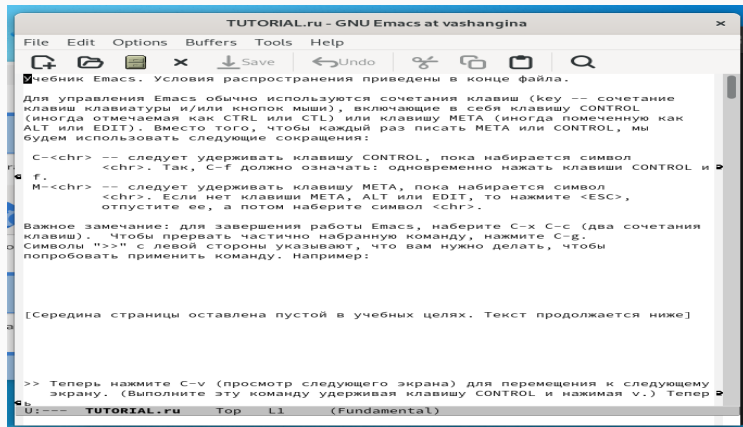 TUTORIAL.ru – GNU Emacs at vashangina
File Edit Options Buffers Tools Help
Save Undo
Учебник Emacs. Условия распространения приведены в конце файла.
Для управления Emacs обычно используются сочетания клавиш (key -- сочетание
клавиш клавиатуры и/или кнопок мыши), включающие в себя клавишу CONTROL
(иногда отмечаемая как CTRL или CTL) или клавишу META (иногда помеченную как
ALT или EDIT). Вместо того, чтобы каждый раз писать META или CONTROL, мы
будем использовать следующие сокращения:
C-<chr> -- следует удерживать клавишу CONTROL, пока набирается символ
<chr>. Так, C-f должно означать: одновременно нажать клавиши CONTROL и
f.
M-<chr> -- следует удерживать клавишу META, пока набирается символ
<chr>. Если нет клавиши META, ALT или EDIT, то нажмите <ESC>,
отпустите ее, а потом наберите символ <chr>.
Важное замечание: для завершения работы Emacs, наберите C-x C-c (два сочетания
клавиш). Чтобы прервать частично набранную команду, нажмите C-g.
Символы ">>" с левой стороны указывают, что вам нужно делать, чтобы
попробовать применить команду. Например:
[Середина страницы оставлена пустой в учебных целях. Текст продолжается ниже]
>> Теперь нажмите C-v (просмотр следующего экрана) для перемещения к следующему
экрану. (Выполните эту команду удерживая клавишу CONTROL и нажимая v.) Тепер
ь
U:--- TUTORIAL.ru Top L1 (Fundamental)